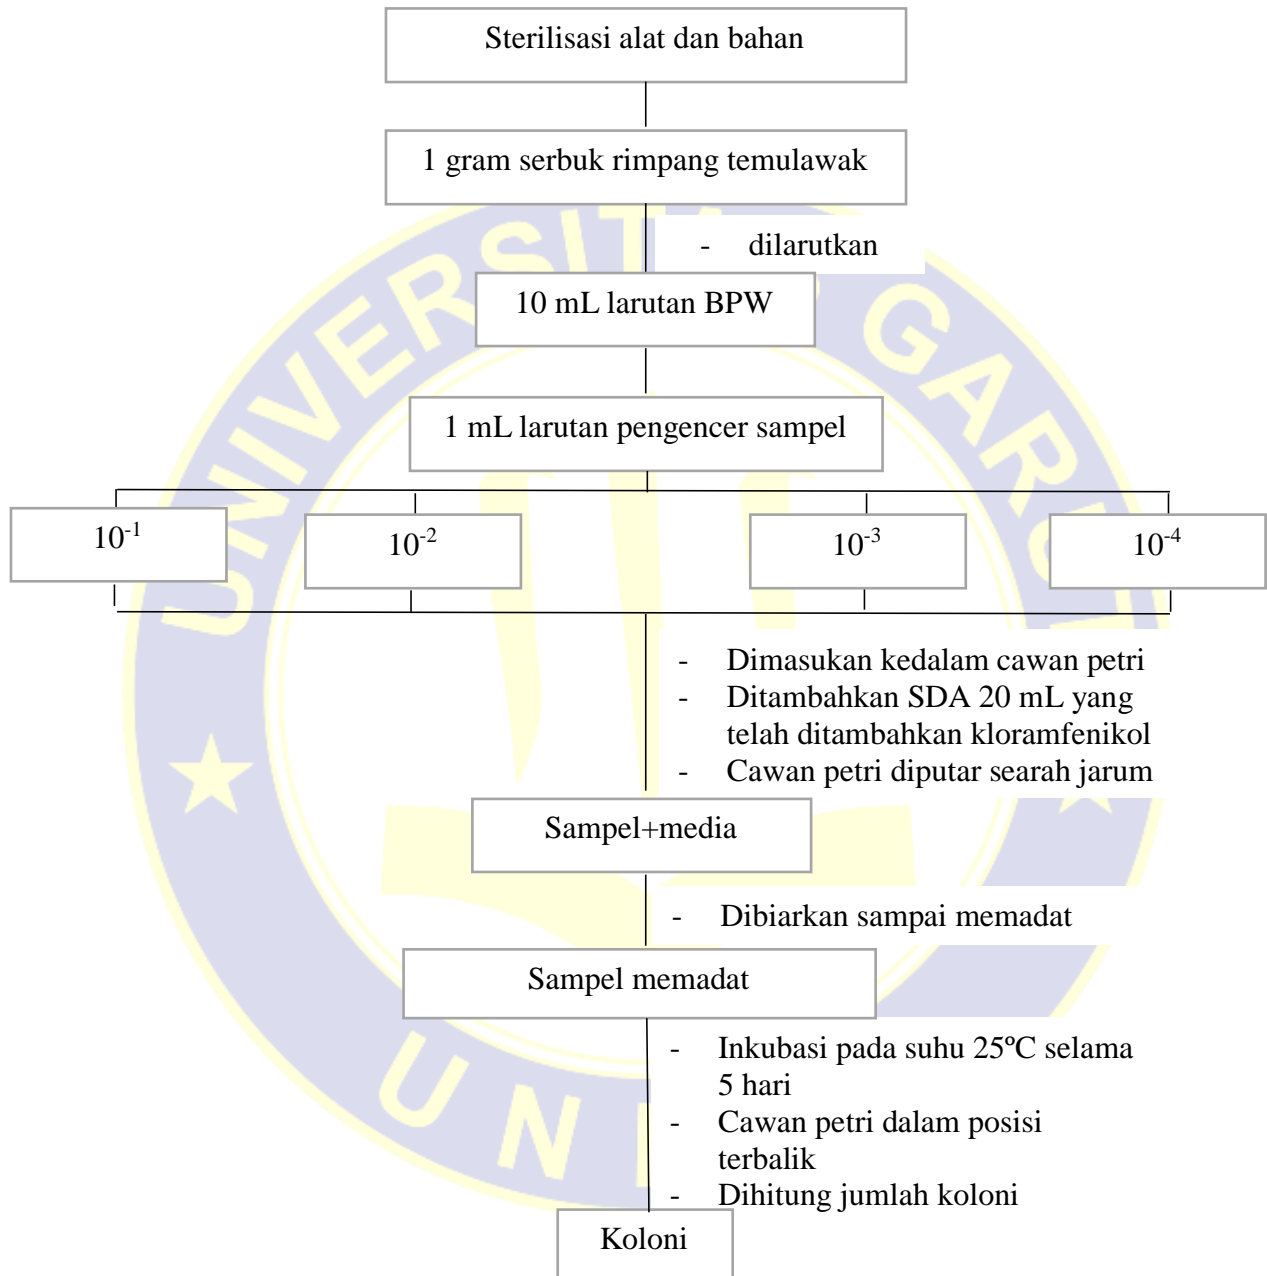 Sterilisasi alat dan bahan
1 gram serbuk rimpang temulawak
- dilarutkan
10 mL larutan BPW
1 mL larutan pengencer sampel
10-1
10-2
10-3
10-4
- Dimasukan kedalam cawan petri
- Ditambahkan SDA 20 mL yang
telah ditambahkan kloramfenikol
- Cawan petri diputar searah jarum
Sampel+media
- Dibiarkan sampai memadat
Sampel memadat
- Inkubasi pada suhu 25ºC selama
5 hari
- Cawan petri dalam posisi
terbalik
- Dihitung jumlah koloni
Koloni